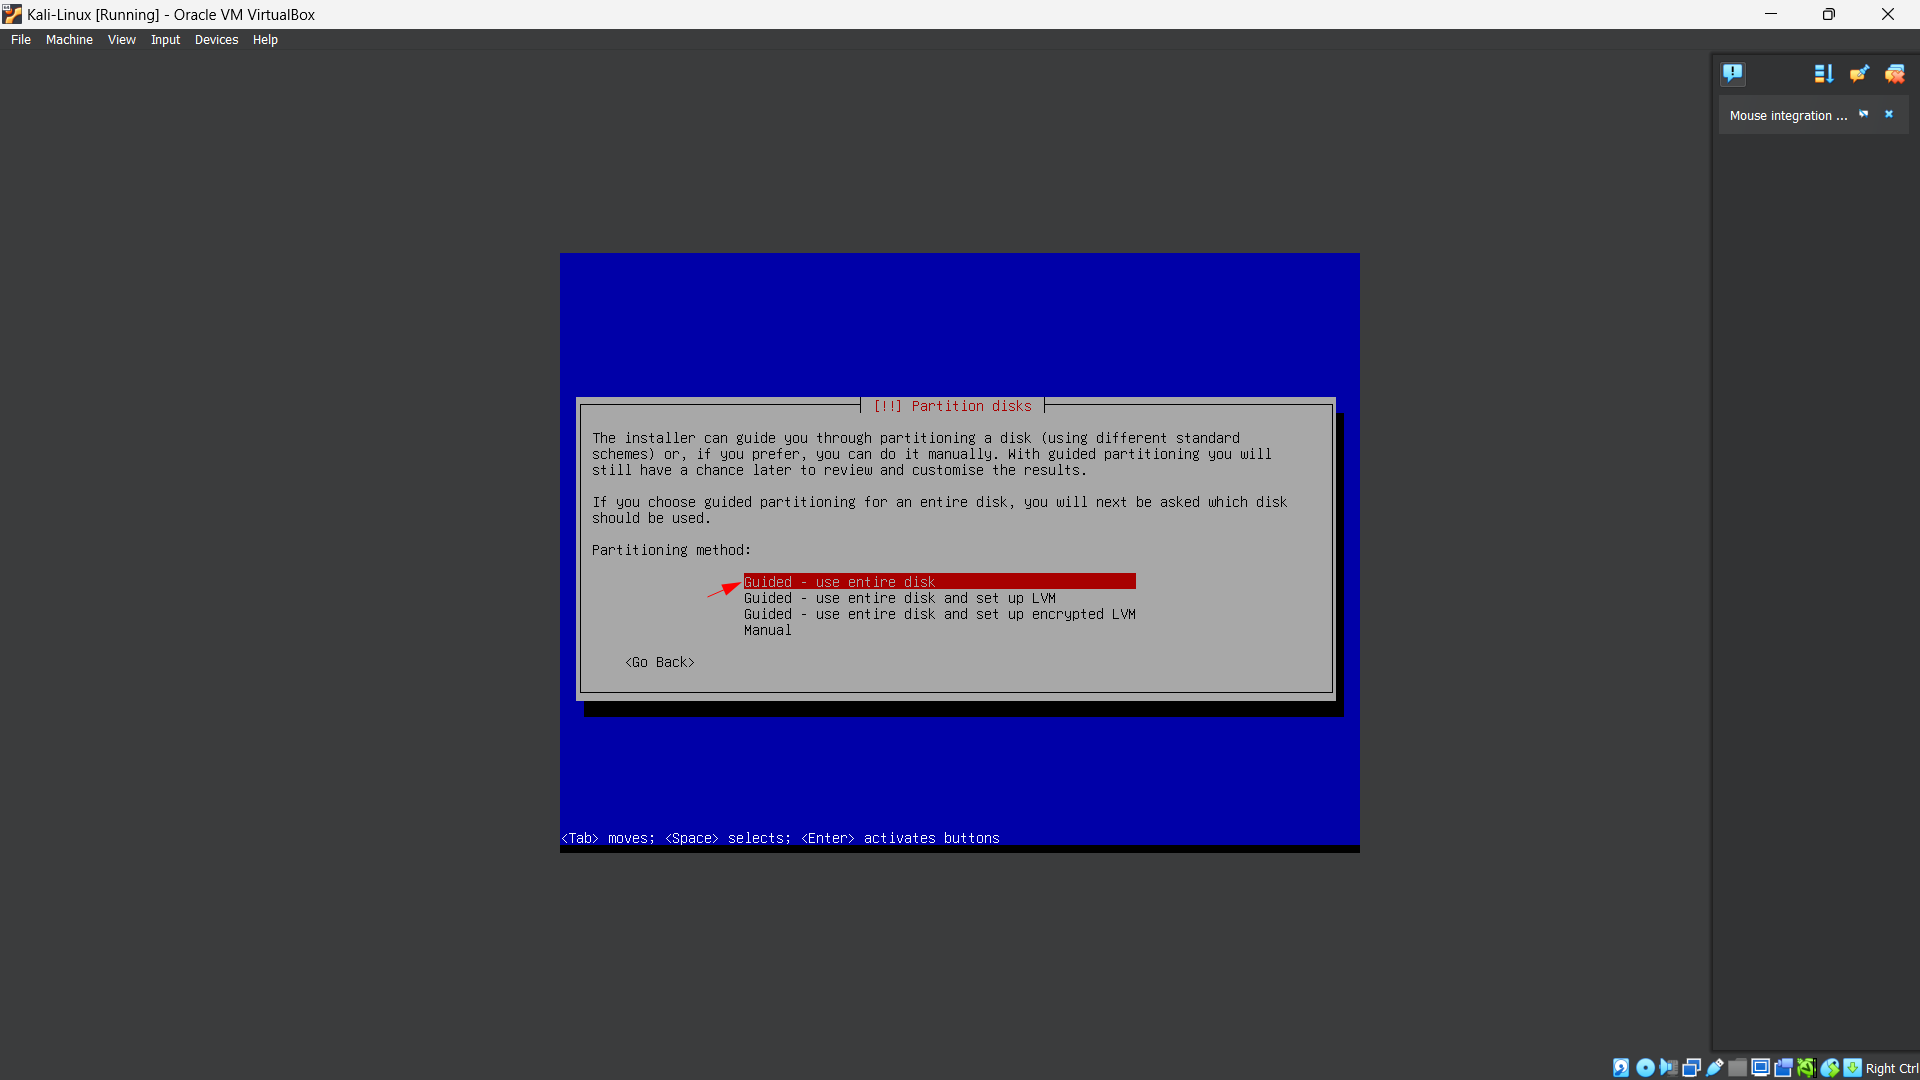 Kali-Linux [Running] - Oracle VM VirtualBox
File Machine View Input Devices Help
Mouse integration ...
[!!] Partition disks
The installer can guide you through partitioning a disk (using different standard
schemes) or, if you prefer, you can do it manually. With guided partitioning you will
still have a chance later to review and customise the results.
If you choose guided partitioning for an entire disk, you will next be asked which disk
should be used.
Partitioning method:
Guided - use entire disk
Guided - use entire disk and set up LVM
Guided - use entire disk and set up encrypted LVM
Manual
<Go Back>
<Tab> moves; <Space> selects; <Enter> activates buttons
Right Ctrl